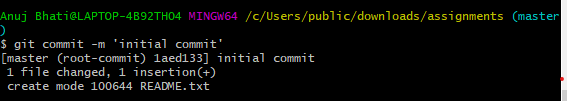 Anuj Bhati@LAPTOP-4B92TH04 MINGW64 /c/Users/public/downloads/assignments (master
)
$ git commit -m 'initial commit'
[master (root-commit) 1aed133] initial commit
 1 file changed, 1 insertion(+)
 create mode 100644 README.txt